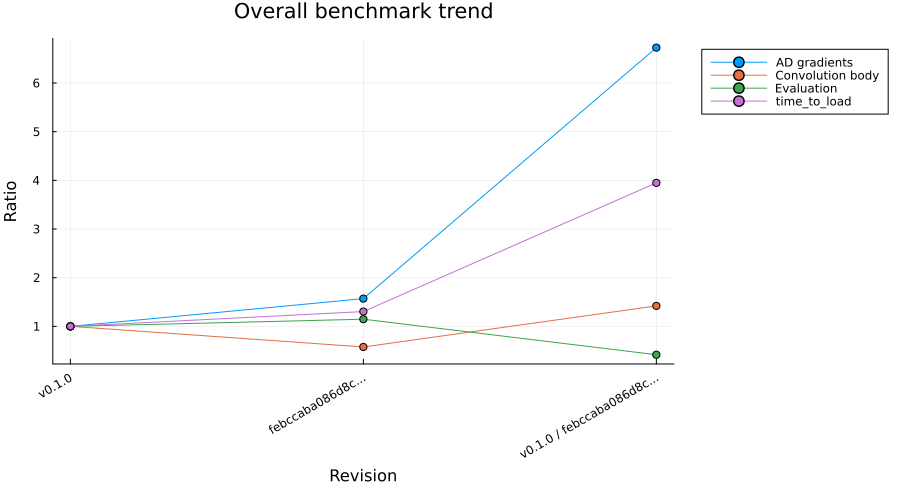 Overall benchmark trend
AD gradients
Convolution body
Evaluation
time_to_load
Ratio
6
5
4
3
2
1
v0.1.0
febccaba086d8c...
v0.1.0 / febccaba086d8c...
Revision